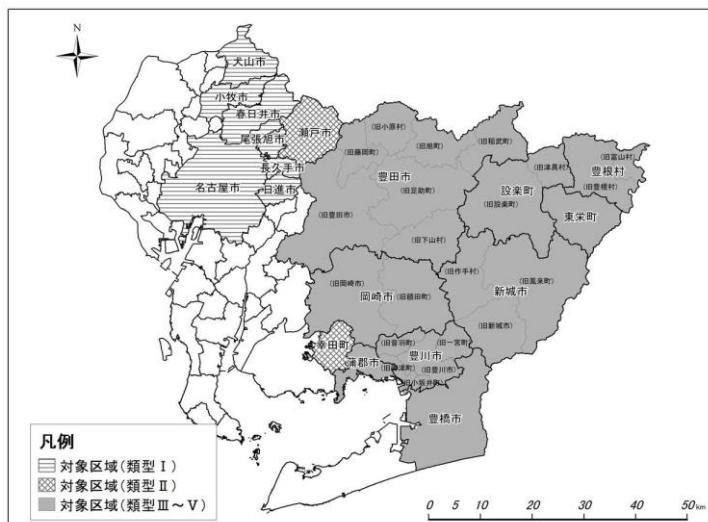 N
犬山市
小牧市
春日井市
尾張旭市
瀬戸市
長久手市
名古屋市
日進市
(旧小原村)
(旧旭町)
(旧稲武町)
(旧藤岡町)
豊田市
(旧足助町)
(旧豊田市)
(旧下山村)
(旧津具村)
設楽町
(旧設楽町)
(旧富山村)
豊根村
(旧豊根村)
東栄町
(旧作手村)
(旧鳳来町)
新城市
(旧新城市)
(旧岡崎市)
岡崎市
(旧額田町)
幸田町
蒲郡市
(旧音羽町)
(旧一宮町)
豊川市
(旧豊川市)
(旧小坂井町)
豊橋市
凡例
対象区域(類型Ⅰ)
対象区域(類型Ⅱ)
対象区域(類型Ⅲ～Ⅴ)
0 5 10 20 30 40 50km